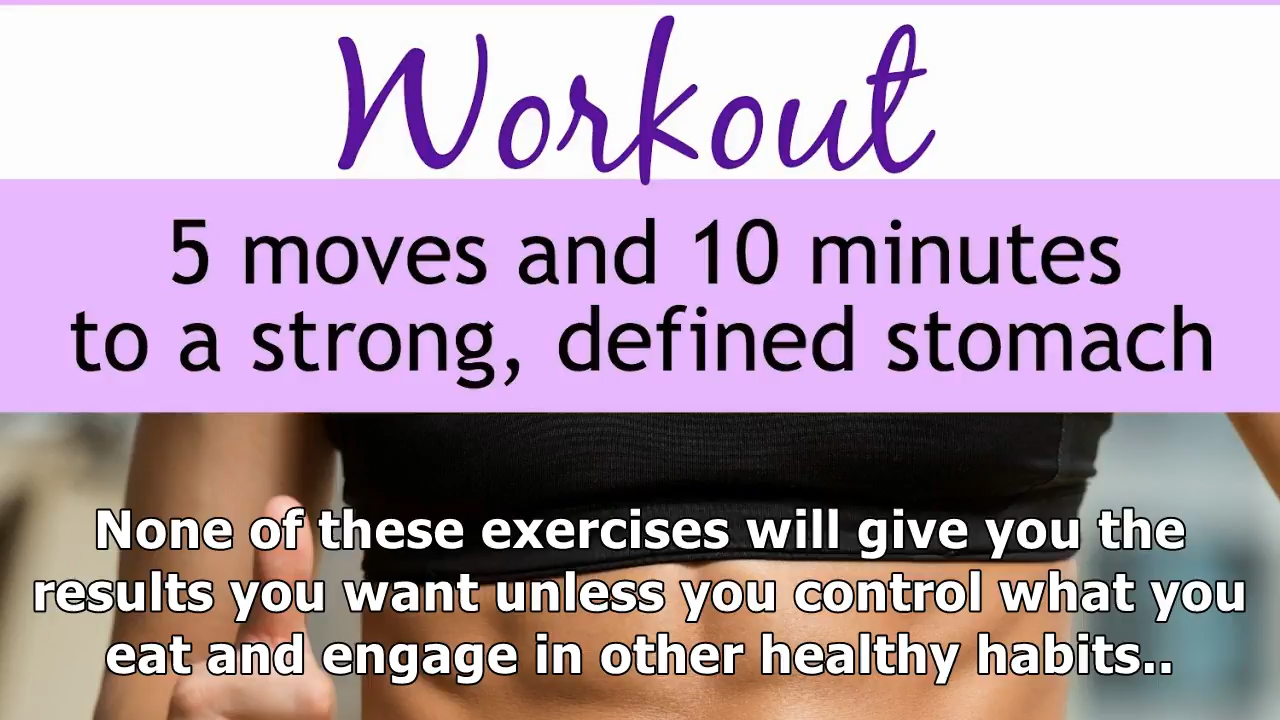 Workout
5 moves and 10 minutes
to a strong, defined stomach
None of these exercises will give you the
results you want unless you control what you
eat and engage in other healthy habits..